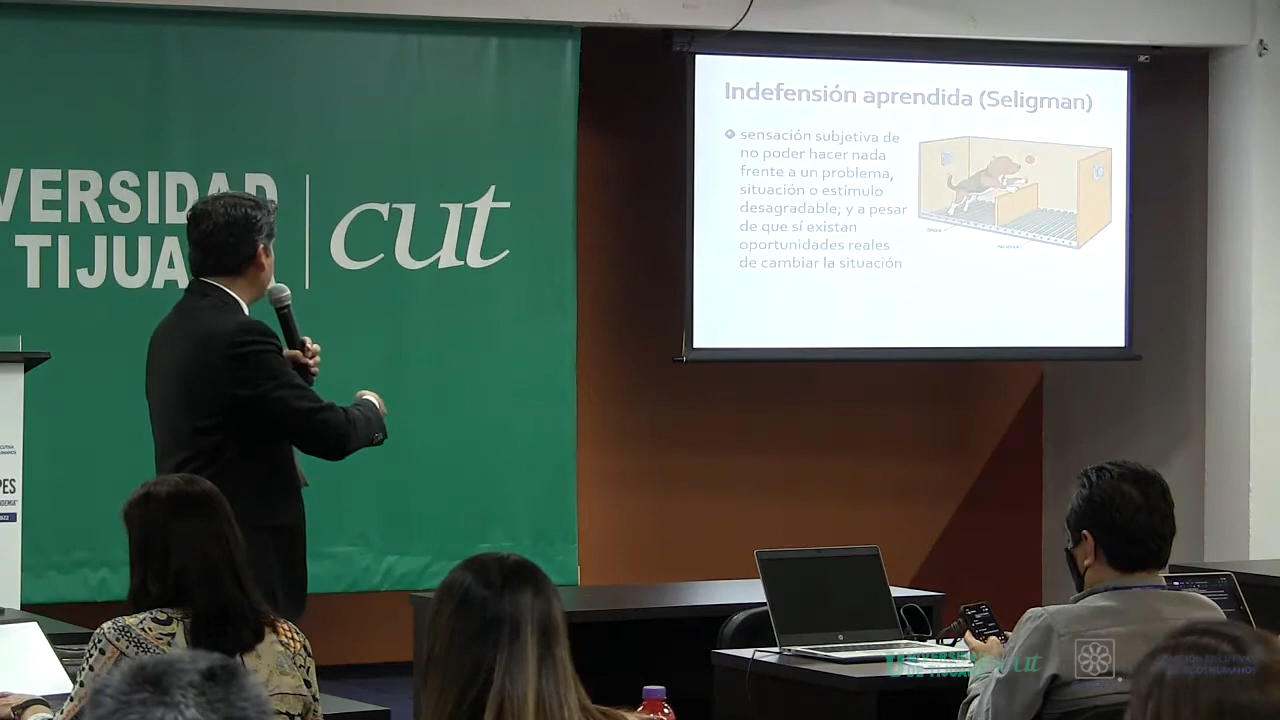 VERSIDAD
TIJUA
cut
Indefensión aprendida (Seligman)
sensación subjetiva de
no poder hacer nada
frente a un problema,
situación o estímulo
desagradable; y a pesar
de que sí existan
oportunidades reales
de cambiar la situación
PES